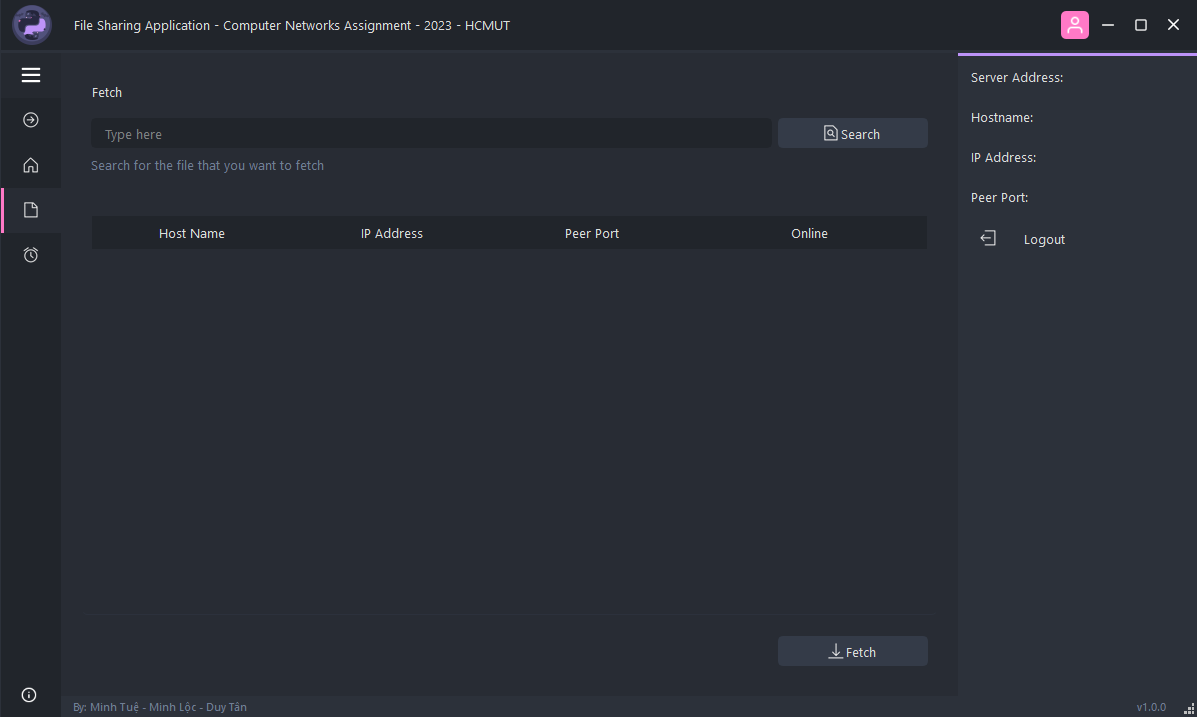 File Sharing Application - Computer Networks Assignment - 2023 - HCMUT
Fetch
Type here
Search
Search for the file that you want to fetch
Host Name IP Address Peer Port Online
Fetch
Server Address:
Hostname:
IP Address:
Peer Port:
Logout
By: Minh Tuệ - Minh Lộc - Duy Tân
v1.0.0